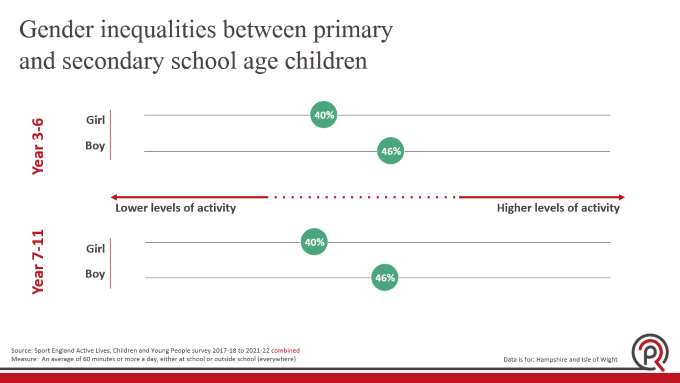 Gender inequalities between primary
and secondary school age children
Year 3-6
Girl
40%
Boy
46%
Lower levels of activity
Higher levels of activity
Year 7-11
Girl
40%
Boy
46%
Source: Sport England Active Lives, Children and Young People survey 2017-18 to 2021-22 combined
Measure: An average of 60 minutes or more a day, either at school or outside school (everywhere)
Data is for: Hampshire and Isle of Wight